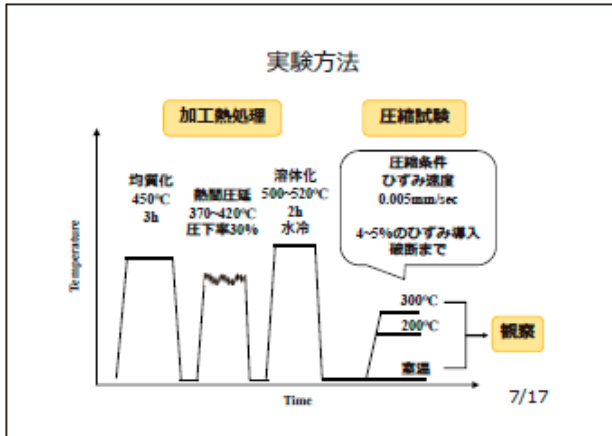 実験方法
加工熱処理
圧縮試験
均質化
450℃
3h
熱間圧延
370~420℃
圧下率30%
溶体化
500~520℃
2h
水冷
圧縮条件
ひずみ速度
0.005mm/sec
4~5%のひずみ導入
破断まで
Temperature
300℃
200℃
室温
観察
Time
7/17